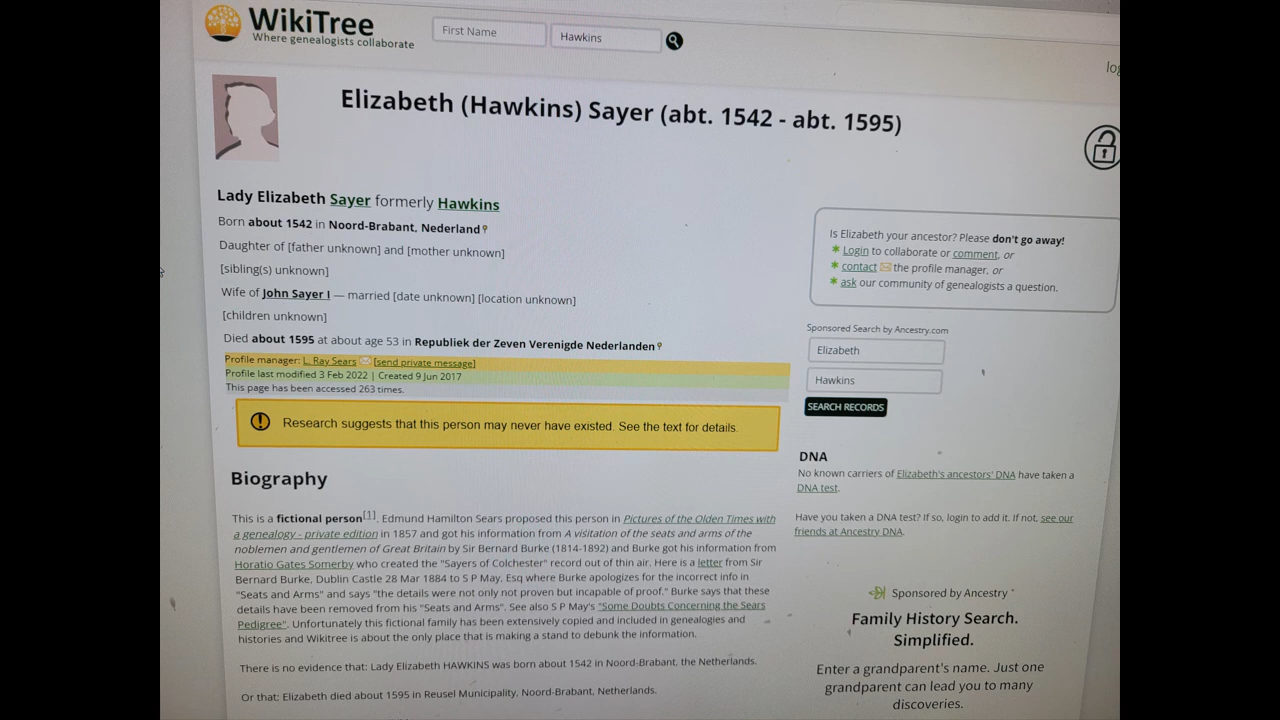 WikiTree
Where genealogists collaborate
First Name
Hawkins
Elizabeth (Hawkins) Sayer (abt. 1542 - abt. 1595)
Lady Elizabeth Sayer formerly Hawkins
Born about 1542 in Noord-Brabant, Nederland
Daughter of [father unknown] and [mother unknown]
[sibling(s) unknown]
Wife of John Sayer I — married [date unknown] [location unknown]
[children unknown]
Died about 1595 at about age 53 in Republiek der Zeven Verenigde Nederlanden
Profile manager: L. Ray Sears [send private message]
Profile last modified 3 Feb 2022 | Created 9 Jun 2017
This page has been accessed 263 times.
Research suggests that this person may never have existed. See the text for details.
Biography
This is a fictional person[1]. Edmund Hamilton Sears proposed this person in Pictures of the Olden Times with
a genealogy - private edition in 1857 and got his information from A visitation of the seats and arms of the
noblemen and gentlemen of Great Britain by Sir Bernard Burke (1814-1892) and Burke got his information from
Horatio Gates Somerby who created the "Sayers of Colchester" record out of thin air. Here is a letter from Sir
Bernard Burke, Dublin Castle 28 Mar 1884 to S P May. Esq where Burke apologizes for the incorrect info in
"Seats and Arms" and says "the details were not only not proven but incapable of proof." Burke says that these
details have been removed from his "Seats and Arms". See also S P May's "Some Doubts Concerning the Sears
Pedigree". Unfortunately this fictional family has been extensively copied and included in genealogies and
histories and Wikitree is about the only place that is making a stand to debunk the information.
There is no evidence that: Lady Elizabeth HAWKINS was born about 1542 in Noord-Brabant, the Netherlands.
Or that: Elizabeth died about 1595 in Reusel Municipality, Noord-Brabant, Netherlands.
Is Elizabeth your ancestor? Please don't go away!
Login to collaborate or comment, or
contact the profile manager, or
ask our community of genealogists a question.
Sponsored Search by Ancestry.com
Elizabeth
Hawkins
SEARCH RECORDS
DNA
No known carriers of Elizabeth's ancestors' DNA have taken a
DNA test.
Have you taken a DNA test? If so, login to add it. If not, see our
friends at Ancestry DNA.
Sponsored by Ancestry
Family History Search.
Simplified.
Enter a grandparent's name. Just one
grandparent can lead you to many
discoveries.